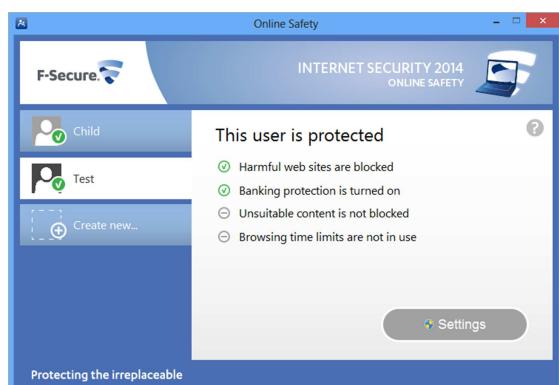 Online Safety
F-Secure.
INTERNET SECURITY 2014
ONLINE SAFETY
Child
Test
Create new...
This user is protected
?
Harmful web sites are blocked
Banking protection is turned on
Unsuitable content is not blocked
Browsing time limits are not in use
Settings
Protecting the irreplaceable